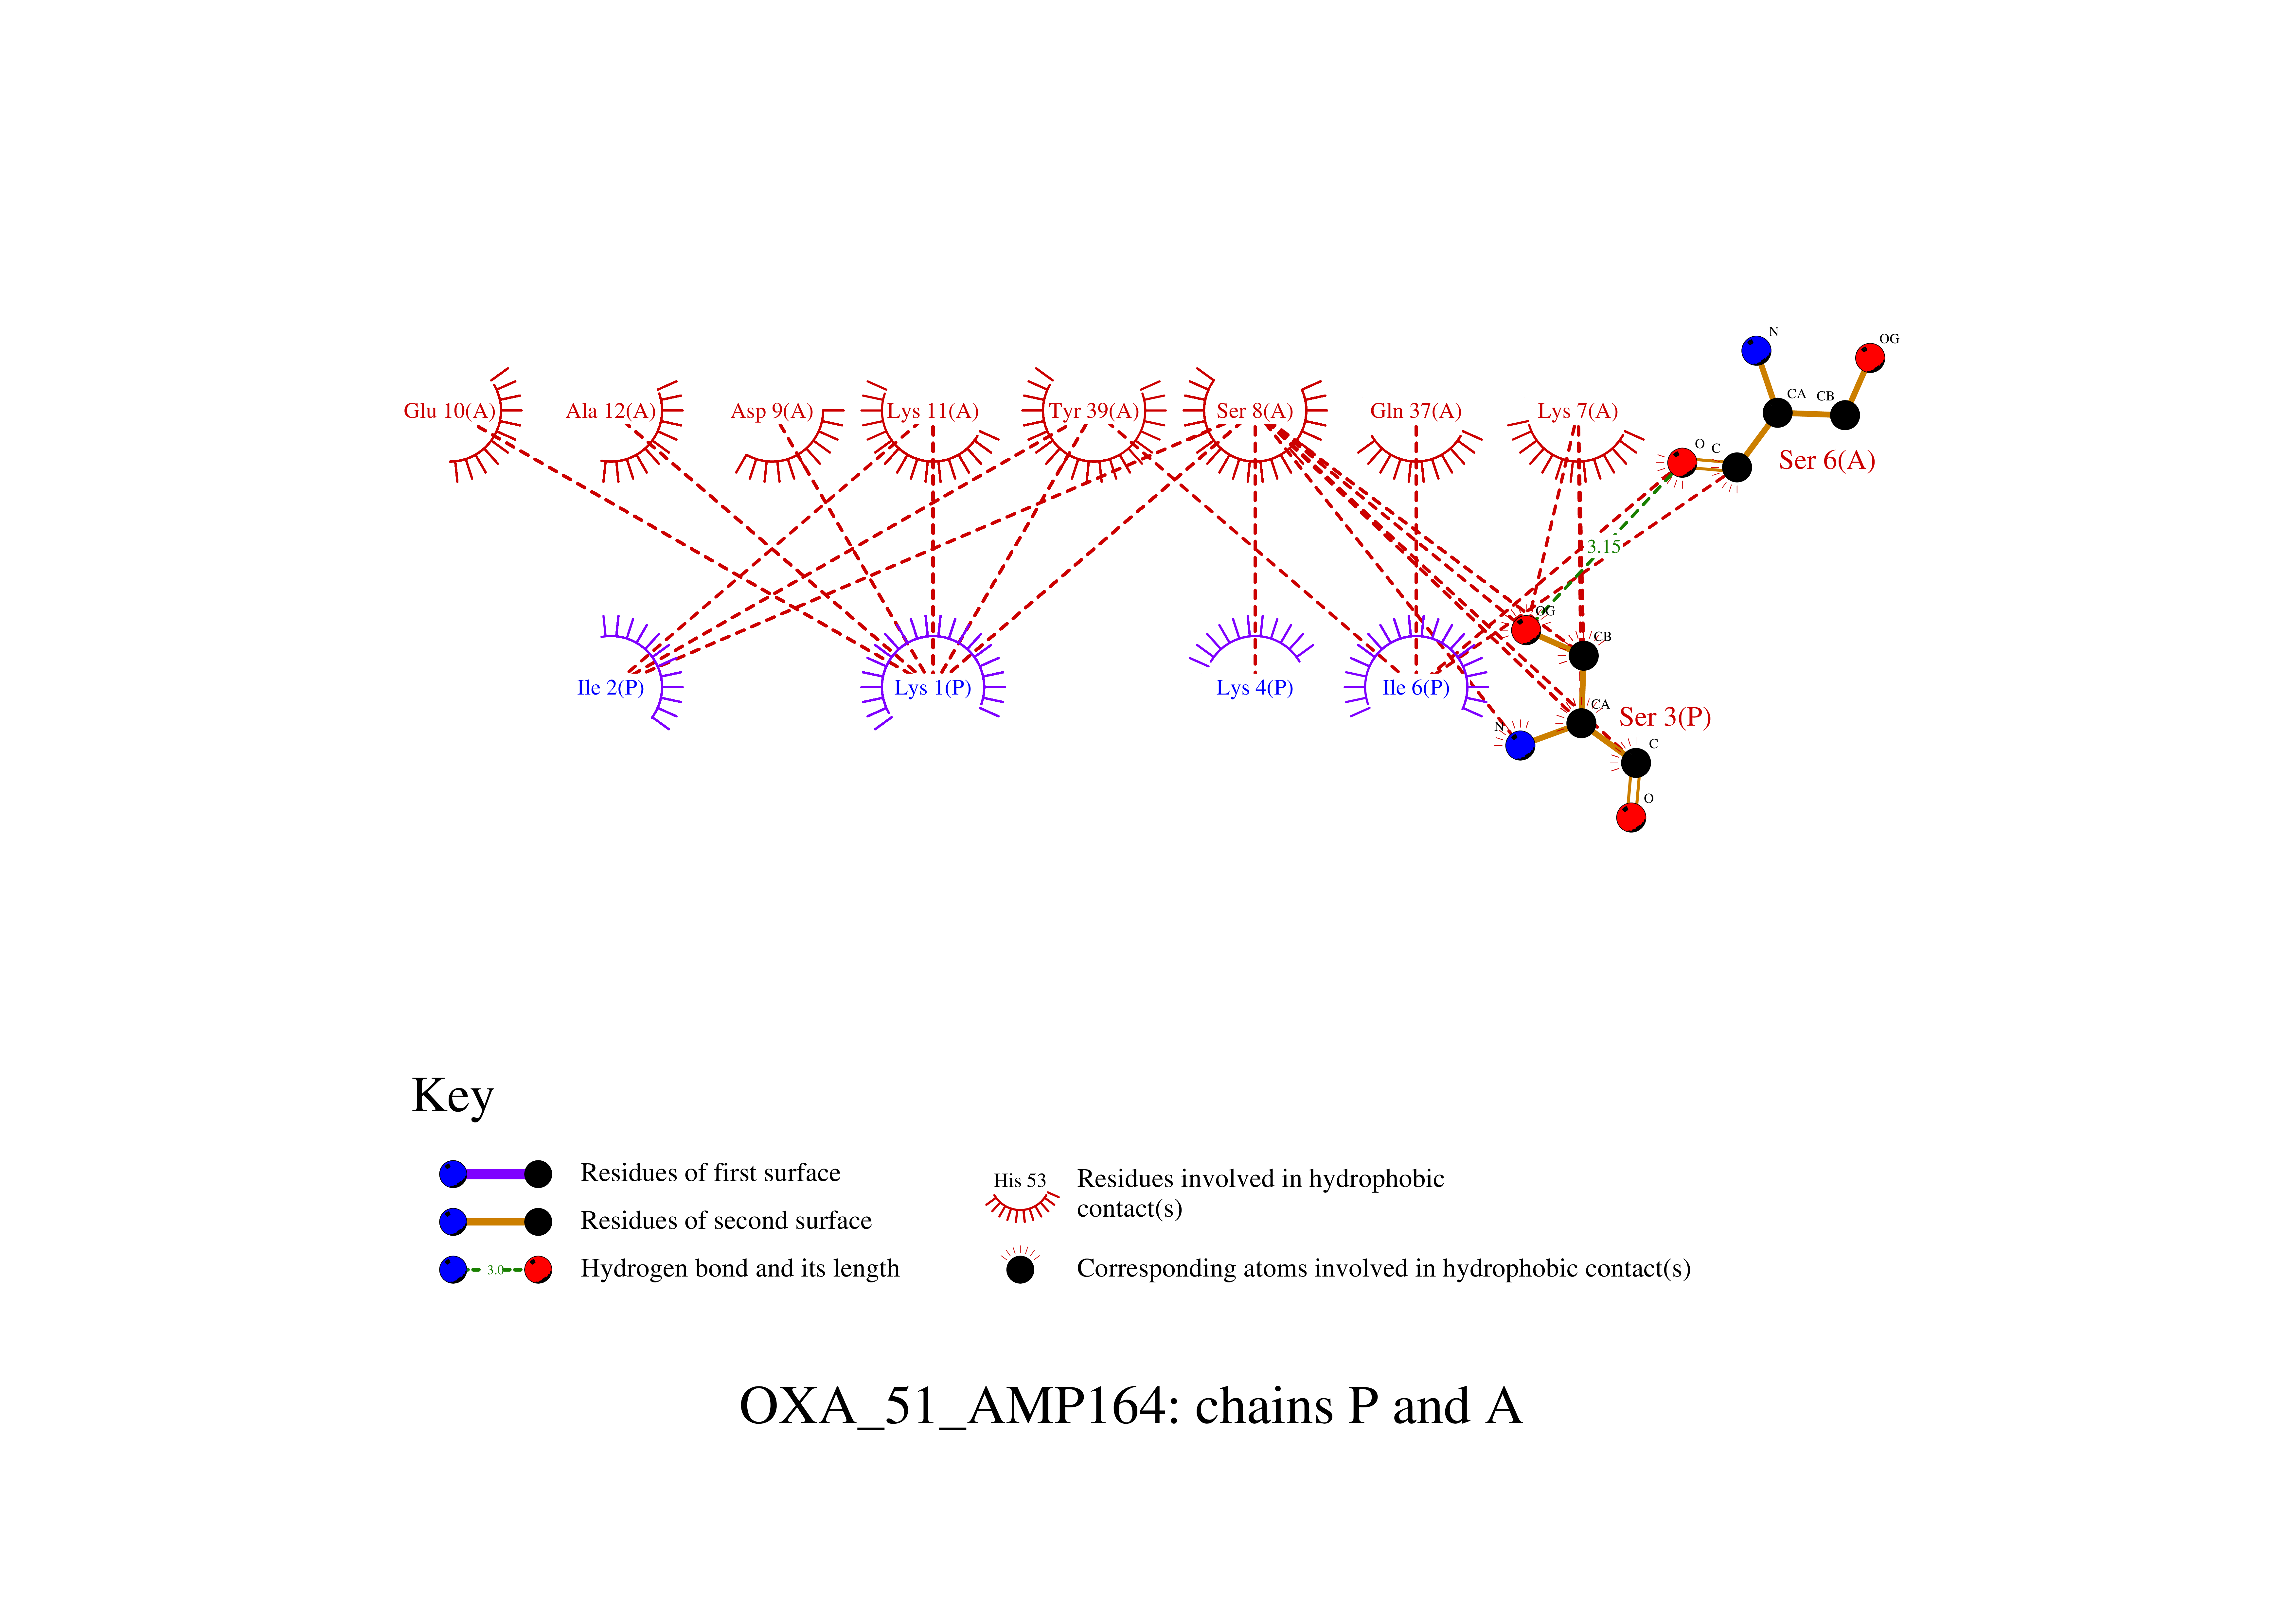 N
OG
Glu 10(A) Ala 12(A) Asp 9(A) Lys 11(A) Tyr 39(A) Ser 8(A) Gln 37(A) Lys 7(A)
CA CB
O C
Ser 6(A)
3.15
OG
CB
Ile 2(P) Lys 1(P) Lys 4(P) Ile 6(P)
CA
Ser 3(P)
N
C
O
Key
Residues of first surface
Residues of second surface
3.0 Hydrogen bond and its length
His 53 Residues involved in hydrophobic
contact(s)
Corresponding atoms involved in hydrophobic contact(s)
OXA_51_AMP164: chains P and A